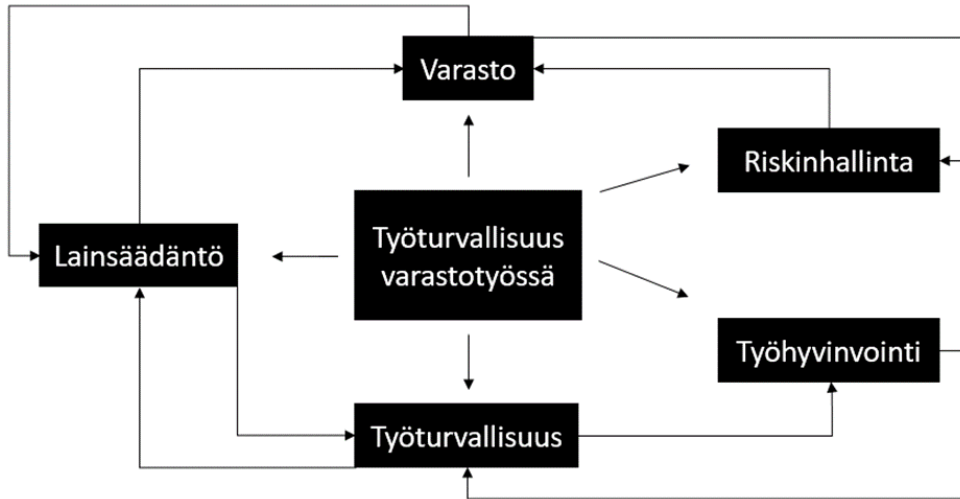 Varasto
Riskinhallinta
Työturvallisuus
varastotyössä
Lainsäädäntö
Työhyvinvointi
Työturvallisuus